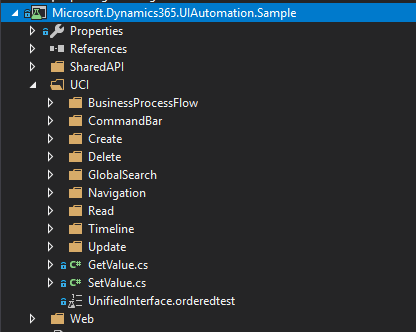 Microsoft.Dynamics365.UIAutomation.Sample
Properties
References
SharedAPI
UCI
BusinessProcessFlow
CommandBar
Create
Delete
GlobalSearch
Navigation
Read
Timeline
Update
C# GetValue.cs
C# SetValue.cs
UnifiedInterface.orderedtest
Web